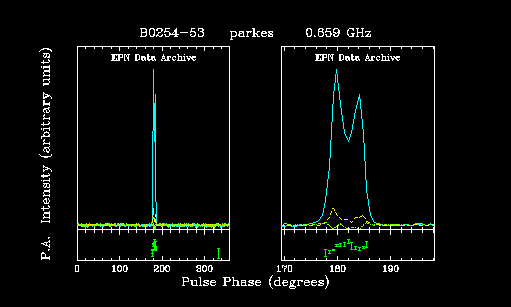 B0254-53 parkes 0.659 GHz
EPN Data Archive EPN Data Archive
P.A. Intensity (arbitrary units)
0 100 200 300 170 180 190
Pulse Phase (degrees)